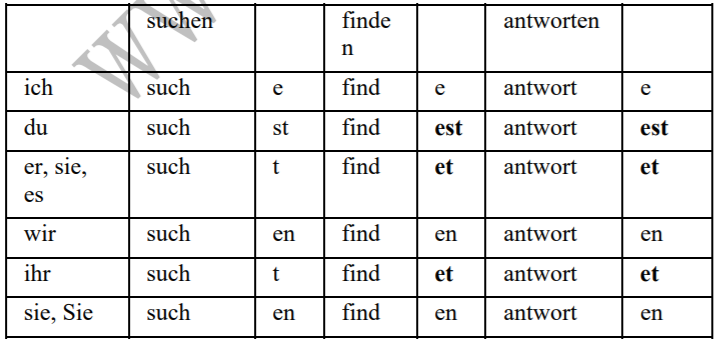 suchen finde antworten
n
ich such e find e antwort e
du such st find est antwort est
er, sie, such t find et antwort et
es
wir such en find en antwort en
ihr such t find et antwort et
sie, Sie such en find en antwort en